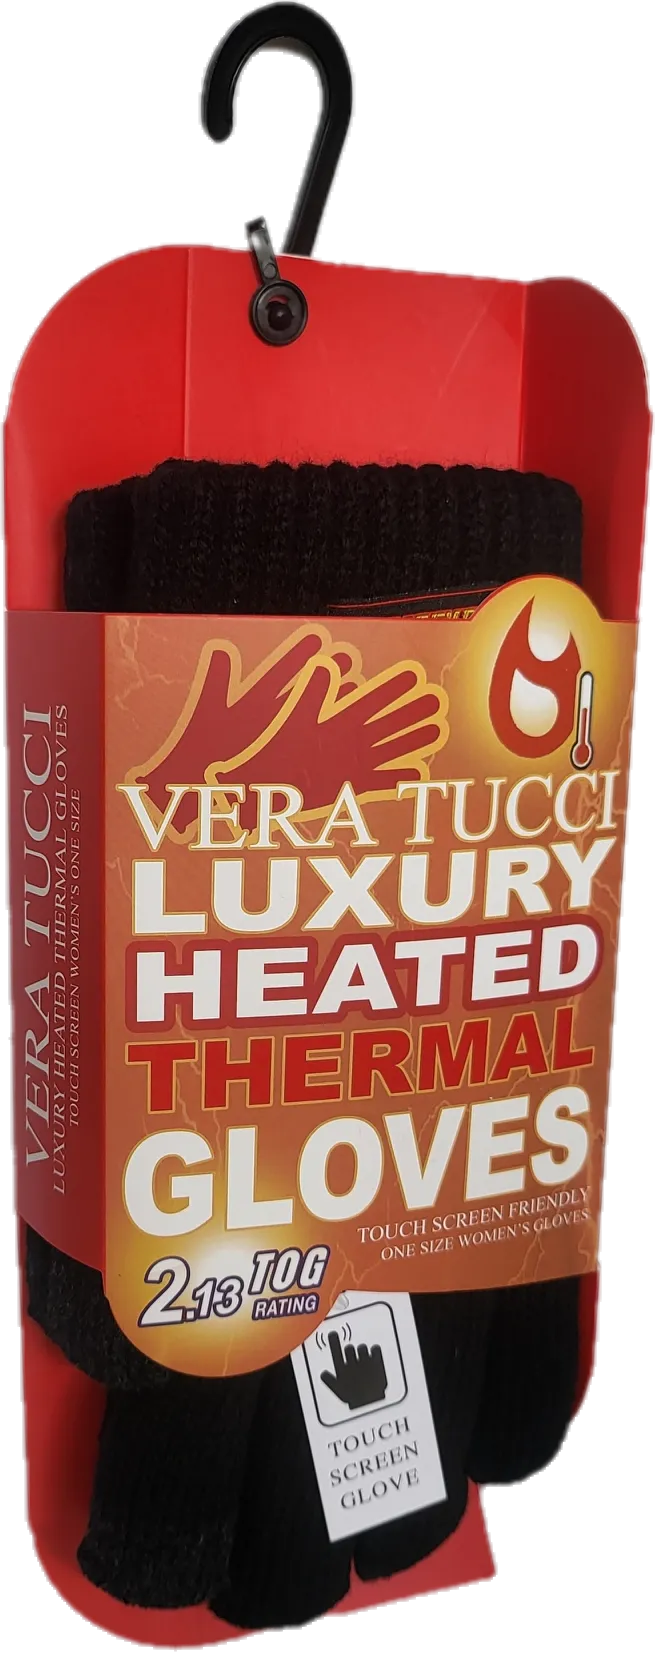 VERA TUCCI
LUXURY
HEATED
THERMAL
GLOVES
TOUCH SCREEN FRIENDLY
ONE SIZE WOMEN'S GLOVES
2.13 TOG
RATING
TOUCH
SCREEN
GLOVE
VERA TUCCI
LUXURY HEATED THERMAL GLOVES
TOUCH SCREEN WOMEN'S ONE SIZE